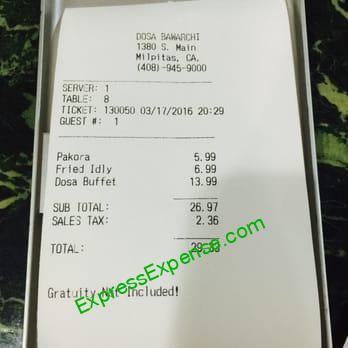 DOSA BAWARCHI
1380 S. Main
Milpitas, CA,
(408)-945-9000
SERVER: 1
TABLE: 8
TICKET: 130050 03/17/2016 20:29
GUEST #: 1
Pakora 5.99
Fried Idly 6.99
Dosa Buffet 13.99
SUB TOTAL: 26.97
SALES TAX: 2.36
TOTAL: 29.33
Gratuity Not Included!
ExpressExpense.com